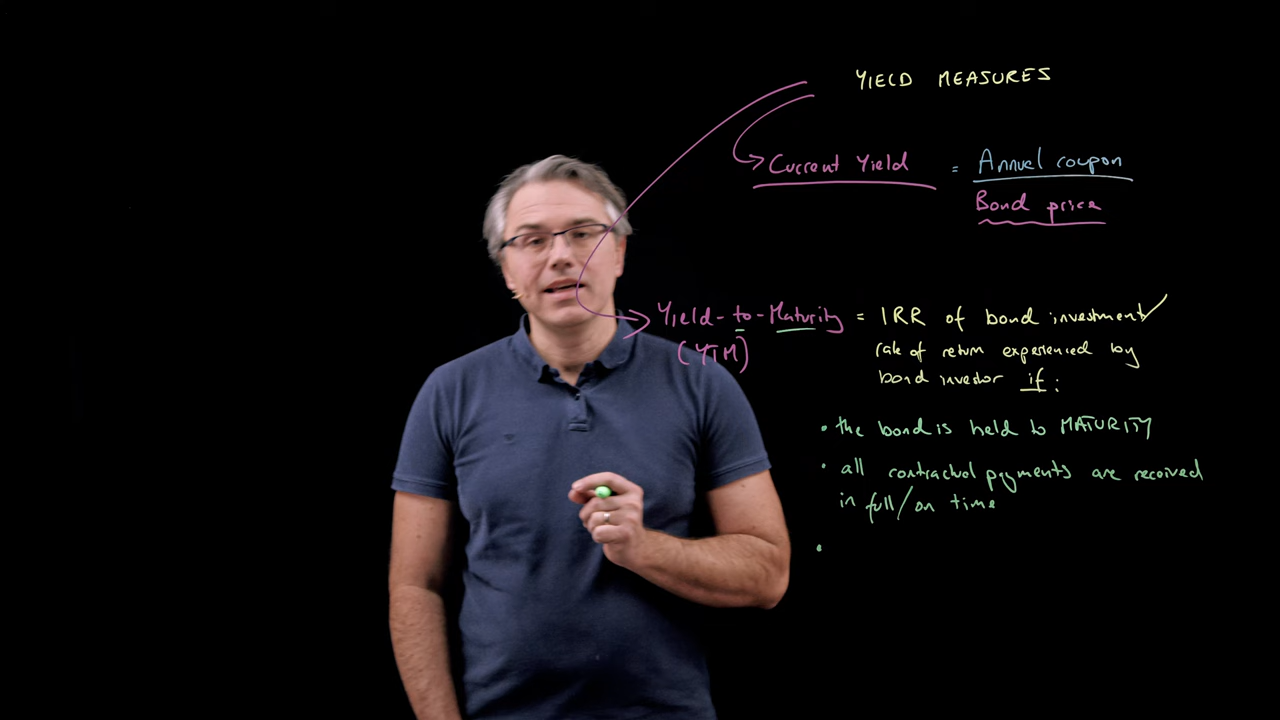 YIELD MEASURES
Current Yield = Annual coupon
Bond price
Yield-to-Maturity = IRR of bond investment
(YTM)
rate of return experienced by
bond investor if:
• the bond is held to MATURITY
• all contractual payments are received
in full/on time
•